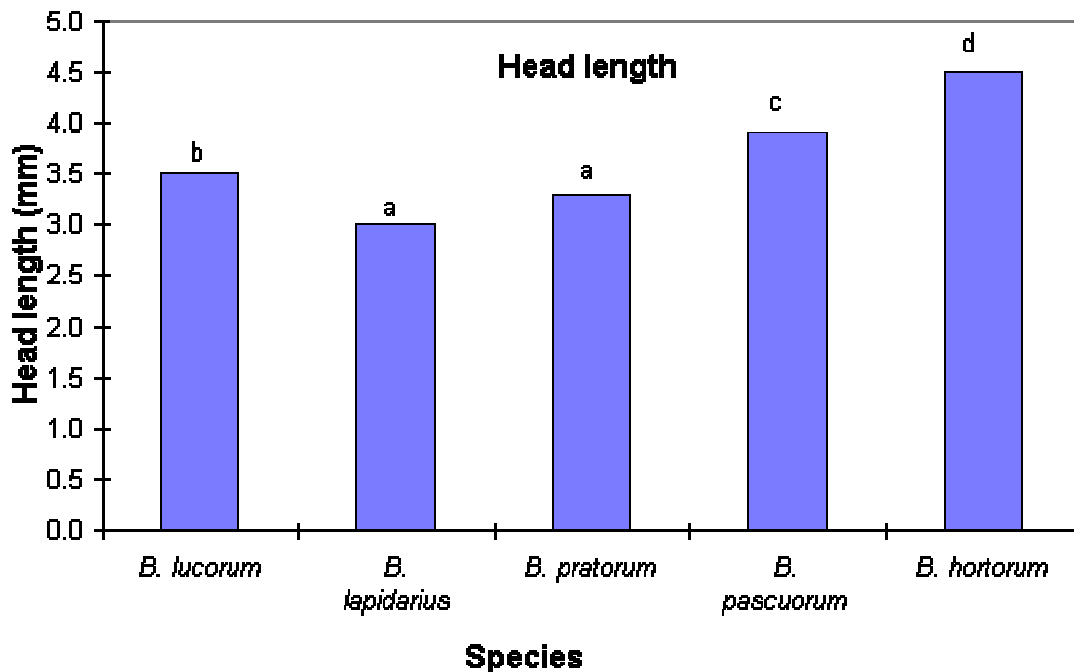 Head length
Head length (mm)
5.0
4.5
4.0
3.5
3.0
2.5
2.0
1.5
1.0
0.5
0.0
b
a
a
c
d
B. lucorum
B.
lapidarius
B. pratorum
B.
pascuorum
B. hortorum
Species